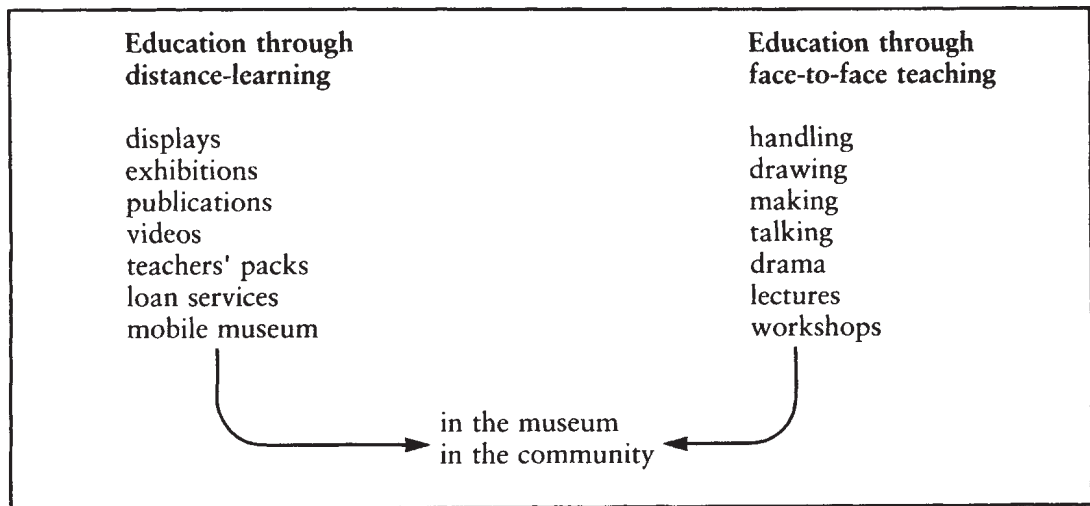 Education through
distance-learning
displays
exhibitions
publications
videos
teachers' packs
loan services
mobile museum
Education through
face-to-face teaching
handling
drawing
making
talking
drama
lectures
workshops
in the museum
in the community